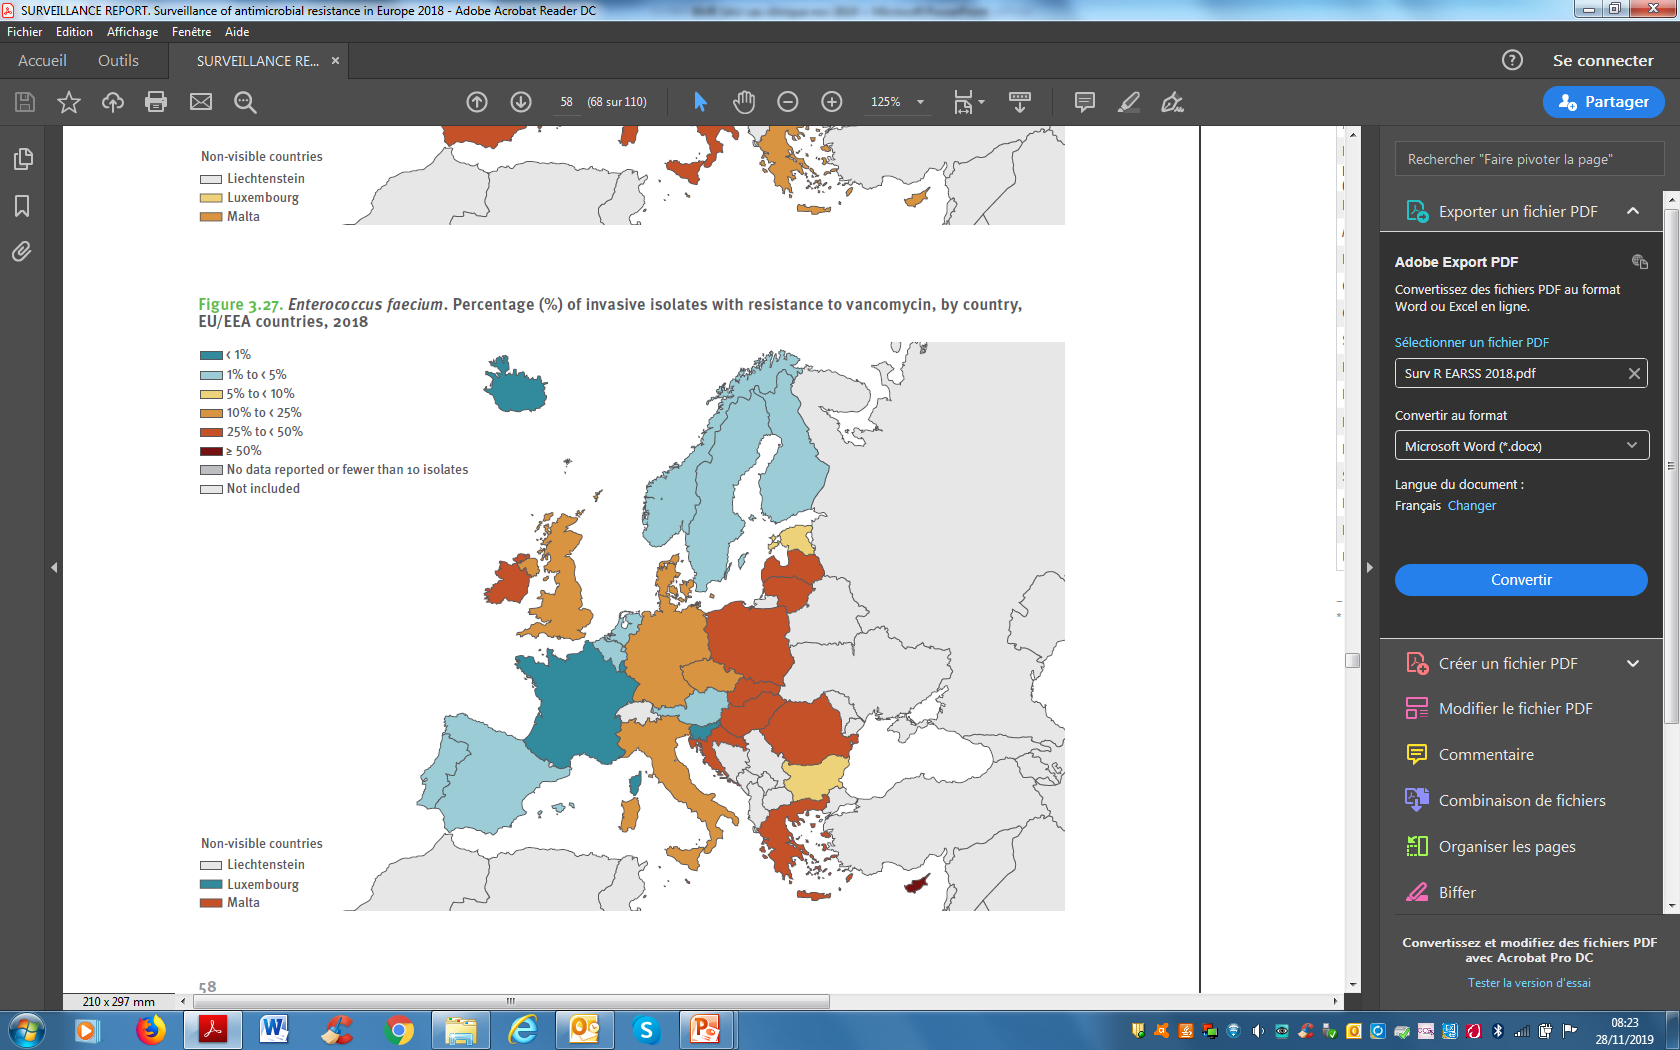 SURVEILLANCE REPORT. Surveillance of antimicrobial resistance in Europe 2018 - Adobe Acrobat Reader DC
Fichier Edition Affichage Fenêtre Aide
Accueil Outils SURVEILLANCE RE... × ? Se connecter
58 (68 sur 110) 125% Partager
Non-visible countries
Liechtenstein
Luxembourg
Malta
Figure 3.27. Enterococcus faecium. Percentage (%) of invasive isolates with resistance to vancomycin, by country,
EU/EEA countries, 2018
< 1%
1% to < 5%
5% to < 10%
10% to < 25%
25% to < 50%
≥ 50%
No data reported or fewer than 10 isolates
Not included
Non-visible countries
Liechtenstein
Luxembourg
Malta
58
210 x 297 mm
Rechercher "Faire pivoter la page"
Exporter un fichier PDF
Adobe Export PDF
Convertissez des fichiers PDF au format
Word ou Excel en ligne.
Sélectionner un fichier PDF
Surv R EARSS 2018.pdf
Convertir au format
Microsoft Word (*.docx)
Langue du document :
Français Changer
Convertir
Créer un fichier PDF
Modifier le fichier PDF
Commentaire
Combinaison de fichiers
Organiser les pages
Biffer
Convertissez et modifiez des fichiers PDF
avec Acrobat Pro DC
Tester la version d'essai
08:23
28/11/2019